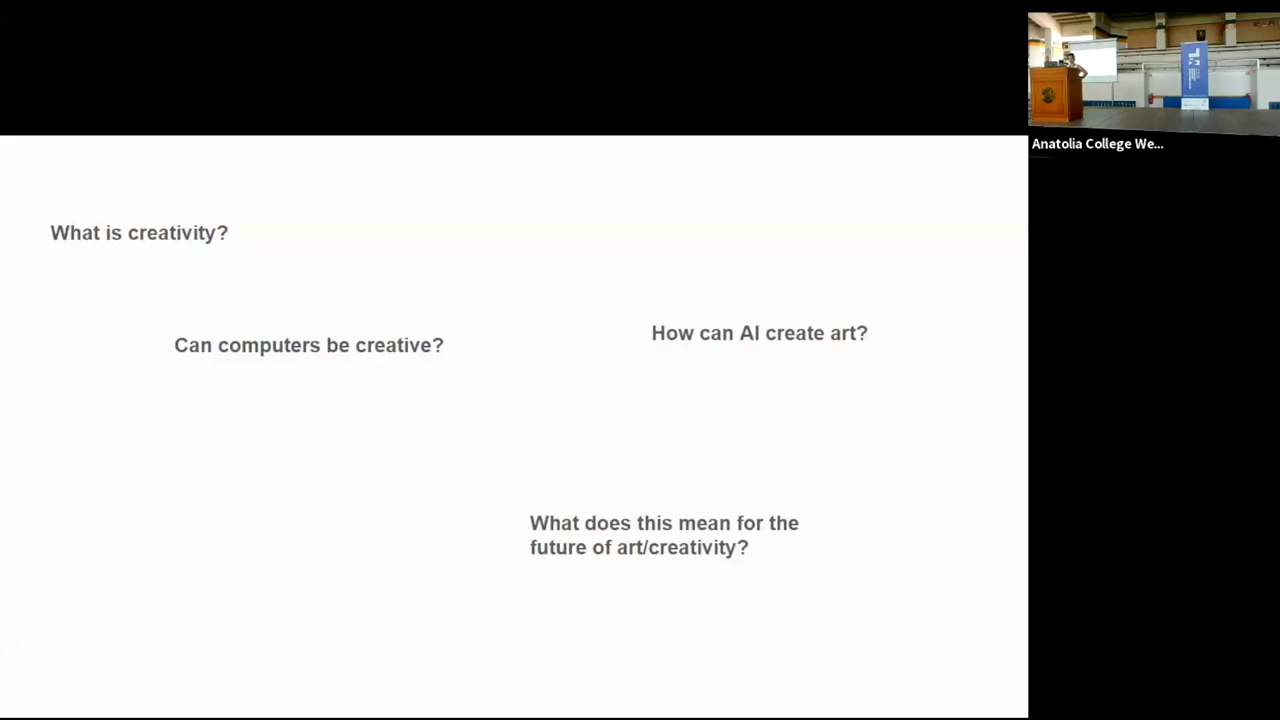 Anatolia College We...
What is creativity?
How can AI create art?
Can computers be creative?
What does this mean for the
future of art/creativity?